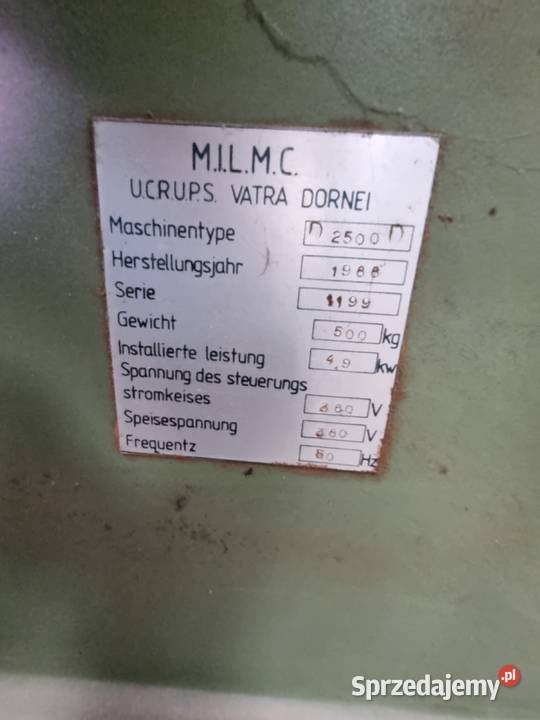 M.I.L.M.C.
U.C.R.U.P.S. VATRA DORNEI
Maschinentype 2500
Herstellungsjahr 1988
Serie 1199
Gewicht 500 kg
Installierte leistung 4,9 kw
Spannung des steuerungs
stromkeises 380 V
Speisespannung 380 V
Frequentz 50 Hz
Sprzedajemy.pl